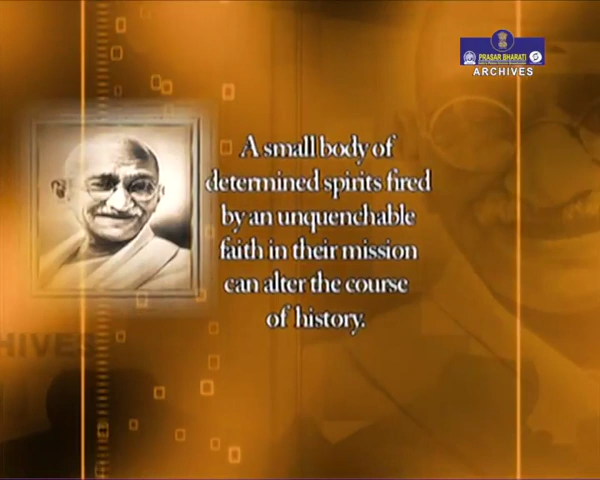 PRASAR BHARATI
ARCHIVES
A small body of
determined spirits fired
by an unquenchable
faith in their mission
can alter the course
of history.
HIVES